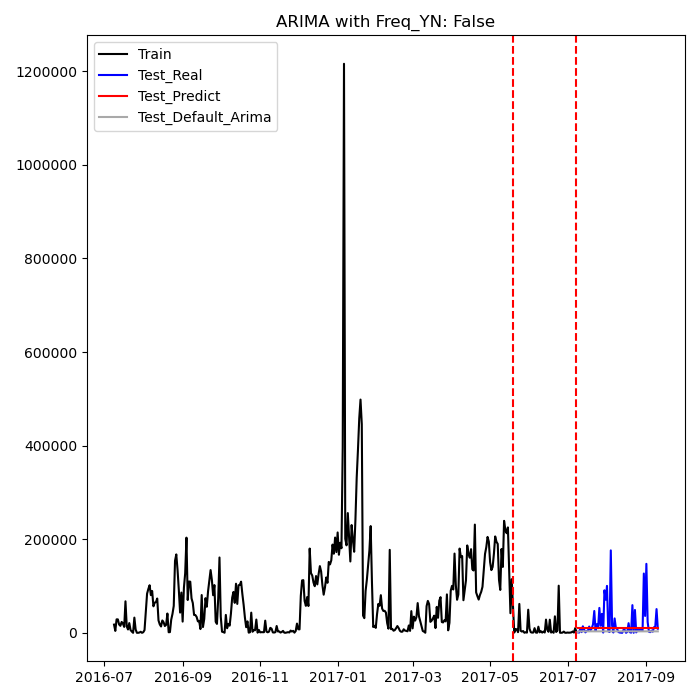 ARIMA with Freq_YN: False
Train
Test_Real
Test_Predict
Test_Default_Arima
1200000
1000000
800000
600000
400000
200000
0
2016-07 2016-09 2016-11 2017-01 2017-03 2017-05 2017-07 2017-09